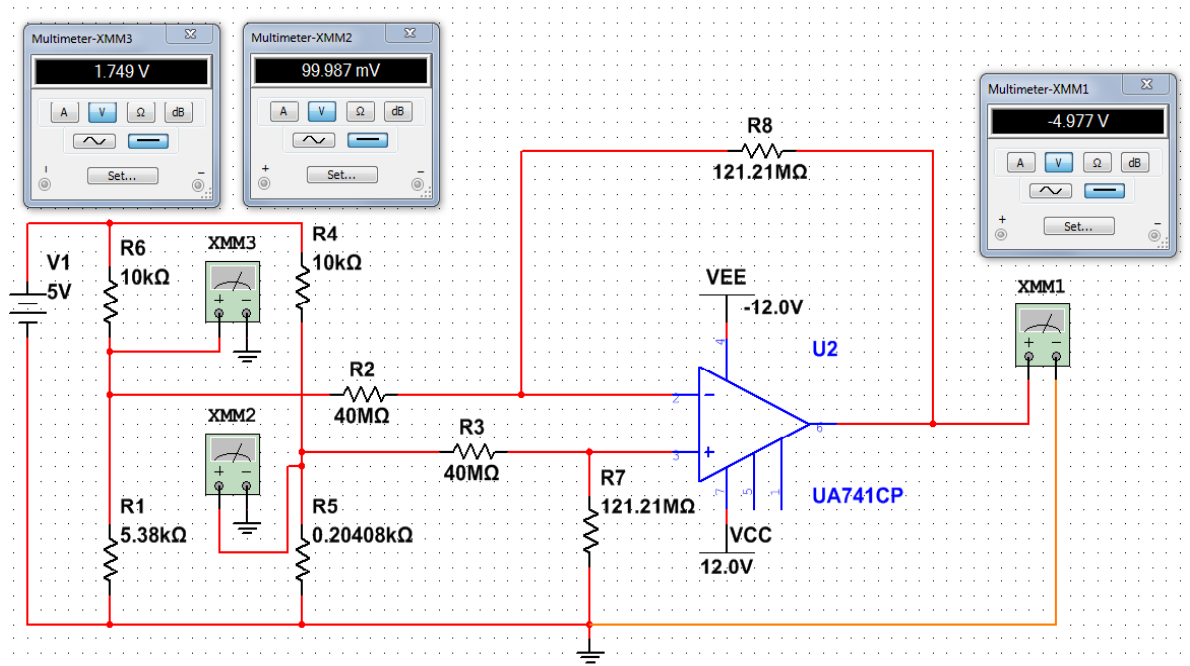 Multimeter-XMM3
X
1.749 V
A V Ω dB
Set...
+ -
Multimeter-XMM2
X
99.987 mV
A V Ω dB
Set...
+ -
Multimeter-XMM1
X
-4.977 V
A V Ω dB
Set...
+ -
V1
5V
R6
10kΩ
XMM3
+ -
R4
10kΩ
R8
121.21MΩ
VEE
-12.0V
4
U2
XMM1
+ -
R2
40MΩ
2
-
XMM2
+ -
R3
40MΩ
3
+
6
R7
121.21MΩ
7 5 1
UA741CP
VCC
12.0V
R1
5.38kΩ
R5
0.20408kΩ